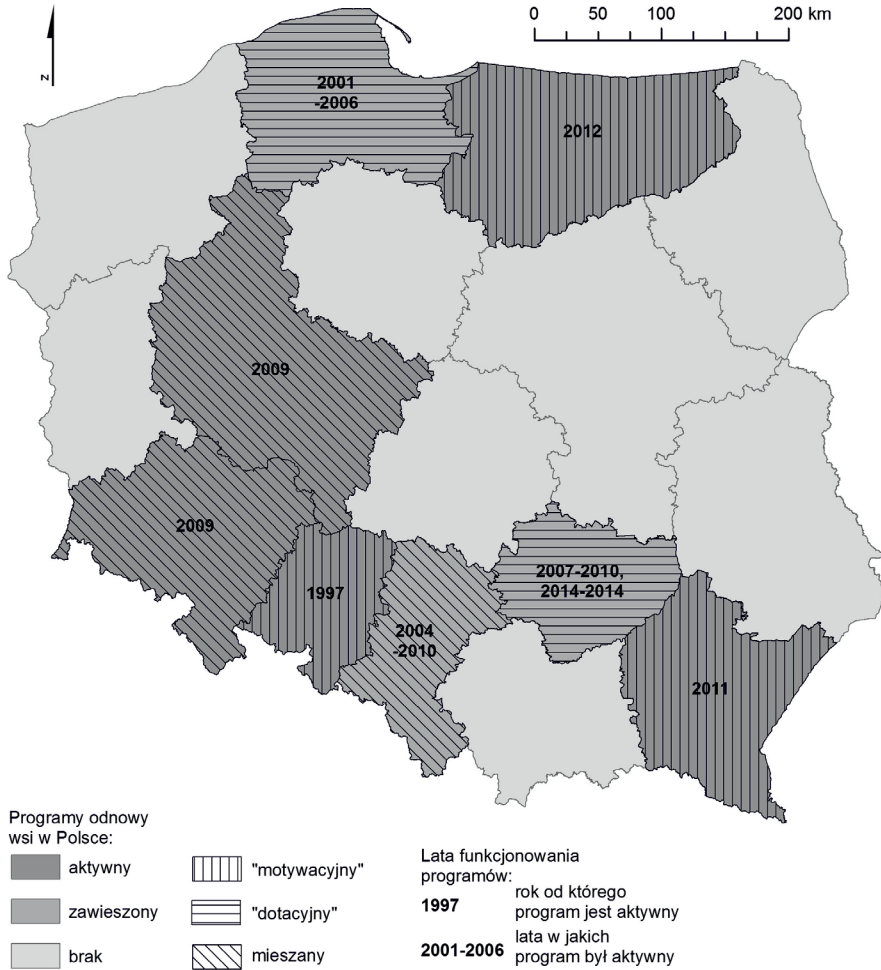 0 50 100 200 km
z
2001
-2006
2012
2009
2009
1997
2004
-2010
2007-2010,
2014-2014
2011
Programy odnowy
wsi w Polsce:
aktywny
zawieszony
brak
"motywacyjny"
"dotacyjny"
mieszany
Lata funkcjonowania
programów:
1997 rok od którego
program jest aktywny
2001-2006 lata w jakich
program był aktywny